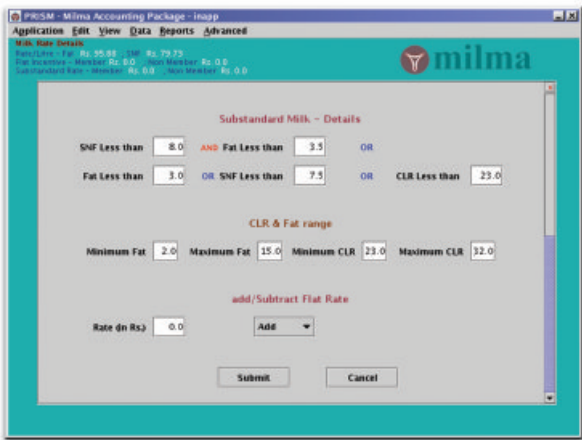 PRISM - Milma Accounting Package - inapp
Application Edit View Data Reports Advanced
Milk Rate Details
Rate/Litre - Fat Rs. 95.88 SNF Rs. 79.73
Flat Incentive - Member Rs. 0.0 Non Member Rs. 0.0
Substandard Rate - Member Rs. 0.0 Non Member Rs. 0.0
milma
Substandard Milk - Details
SNF Less than 8.0 AND Fat Less than 3.5 OR
Fat Less than 3.0 OR SNF Less than 7.5 OR CLR Less than 23.0
CLR & Fat range
Minimum Fat 2.0 Maximum Fat 15.0 Minimum CLR 23.0 Maximum CLR 32.0
add/Subtract Flat Rate
Rate (in Rs.) 0.0 Add
Submit Cancel